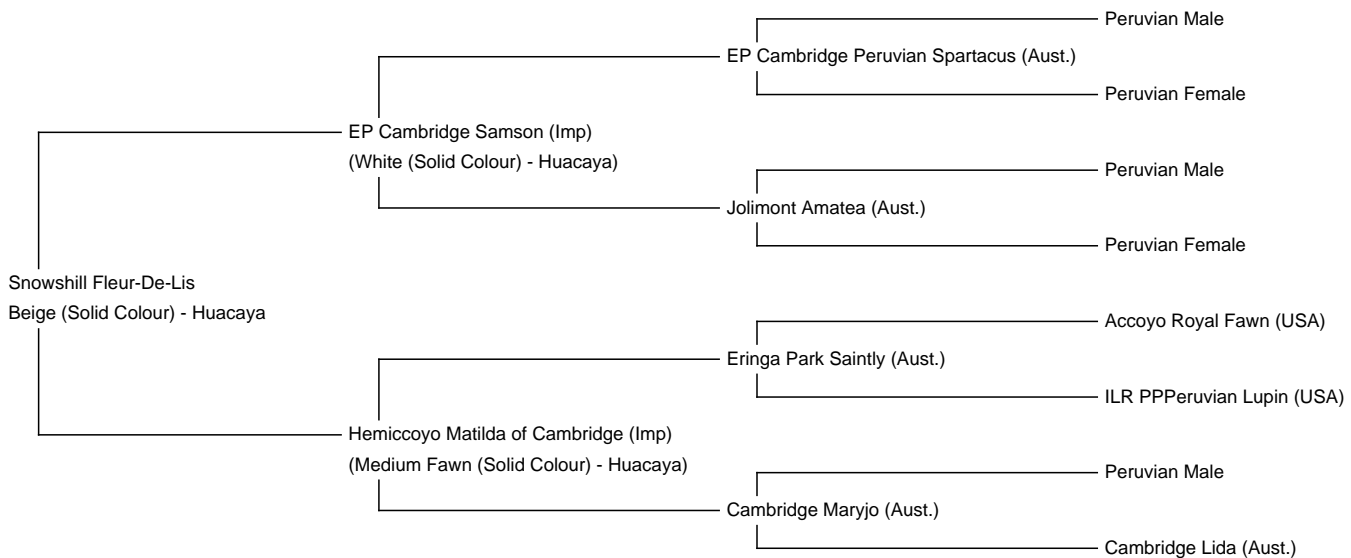 Peruvian Male
EP Cambridge Peruvian Spartacus (Aust.)
Peruvian Female
EP Cambridge Samson (Imp)
(White (Solid Colour) - Huacaya)
Peruvian Male
Jolimont Amatea (Aust.)
Peruvian Female
Snowshill Fleur-De-Lis
Beige (Solid Colour) - Huacaya
Accoyo Royal Fawn (USA)
Eringa Park Saintly (Aust.)
ILR PPPeruvian Lupin (USA)
Hemiccoyo Matilda of Cambridge (Imp)
(Medium Fawn (Solid Colour) - Huacaya)
Peruvian Male
Cambridge Maryjo (Aust.)
Cambridge Lida (Aust.)